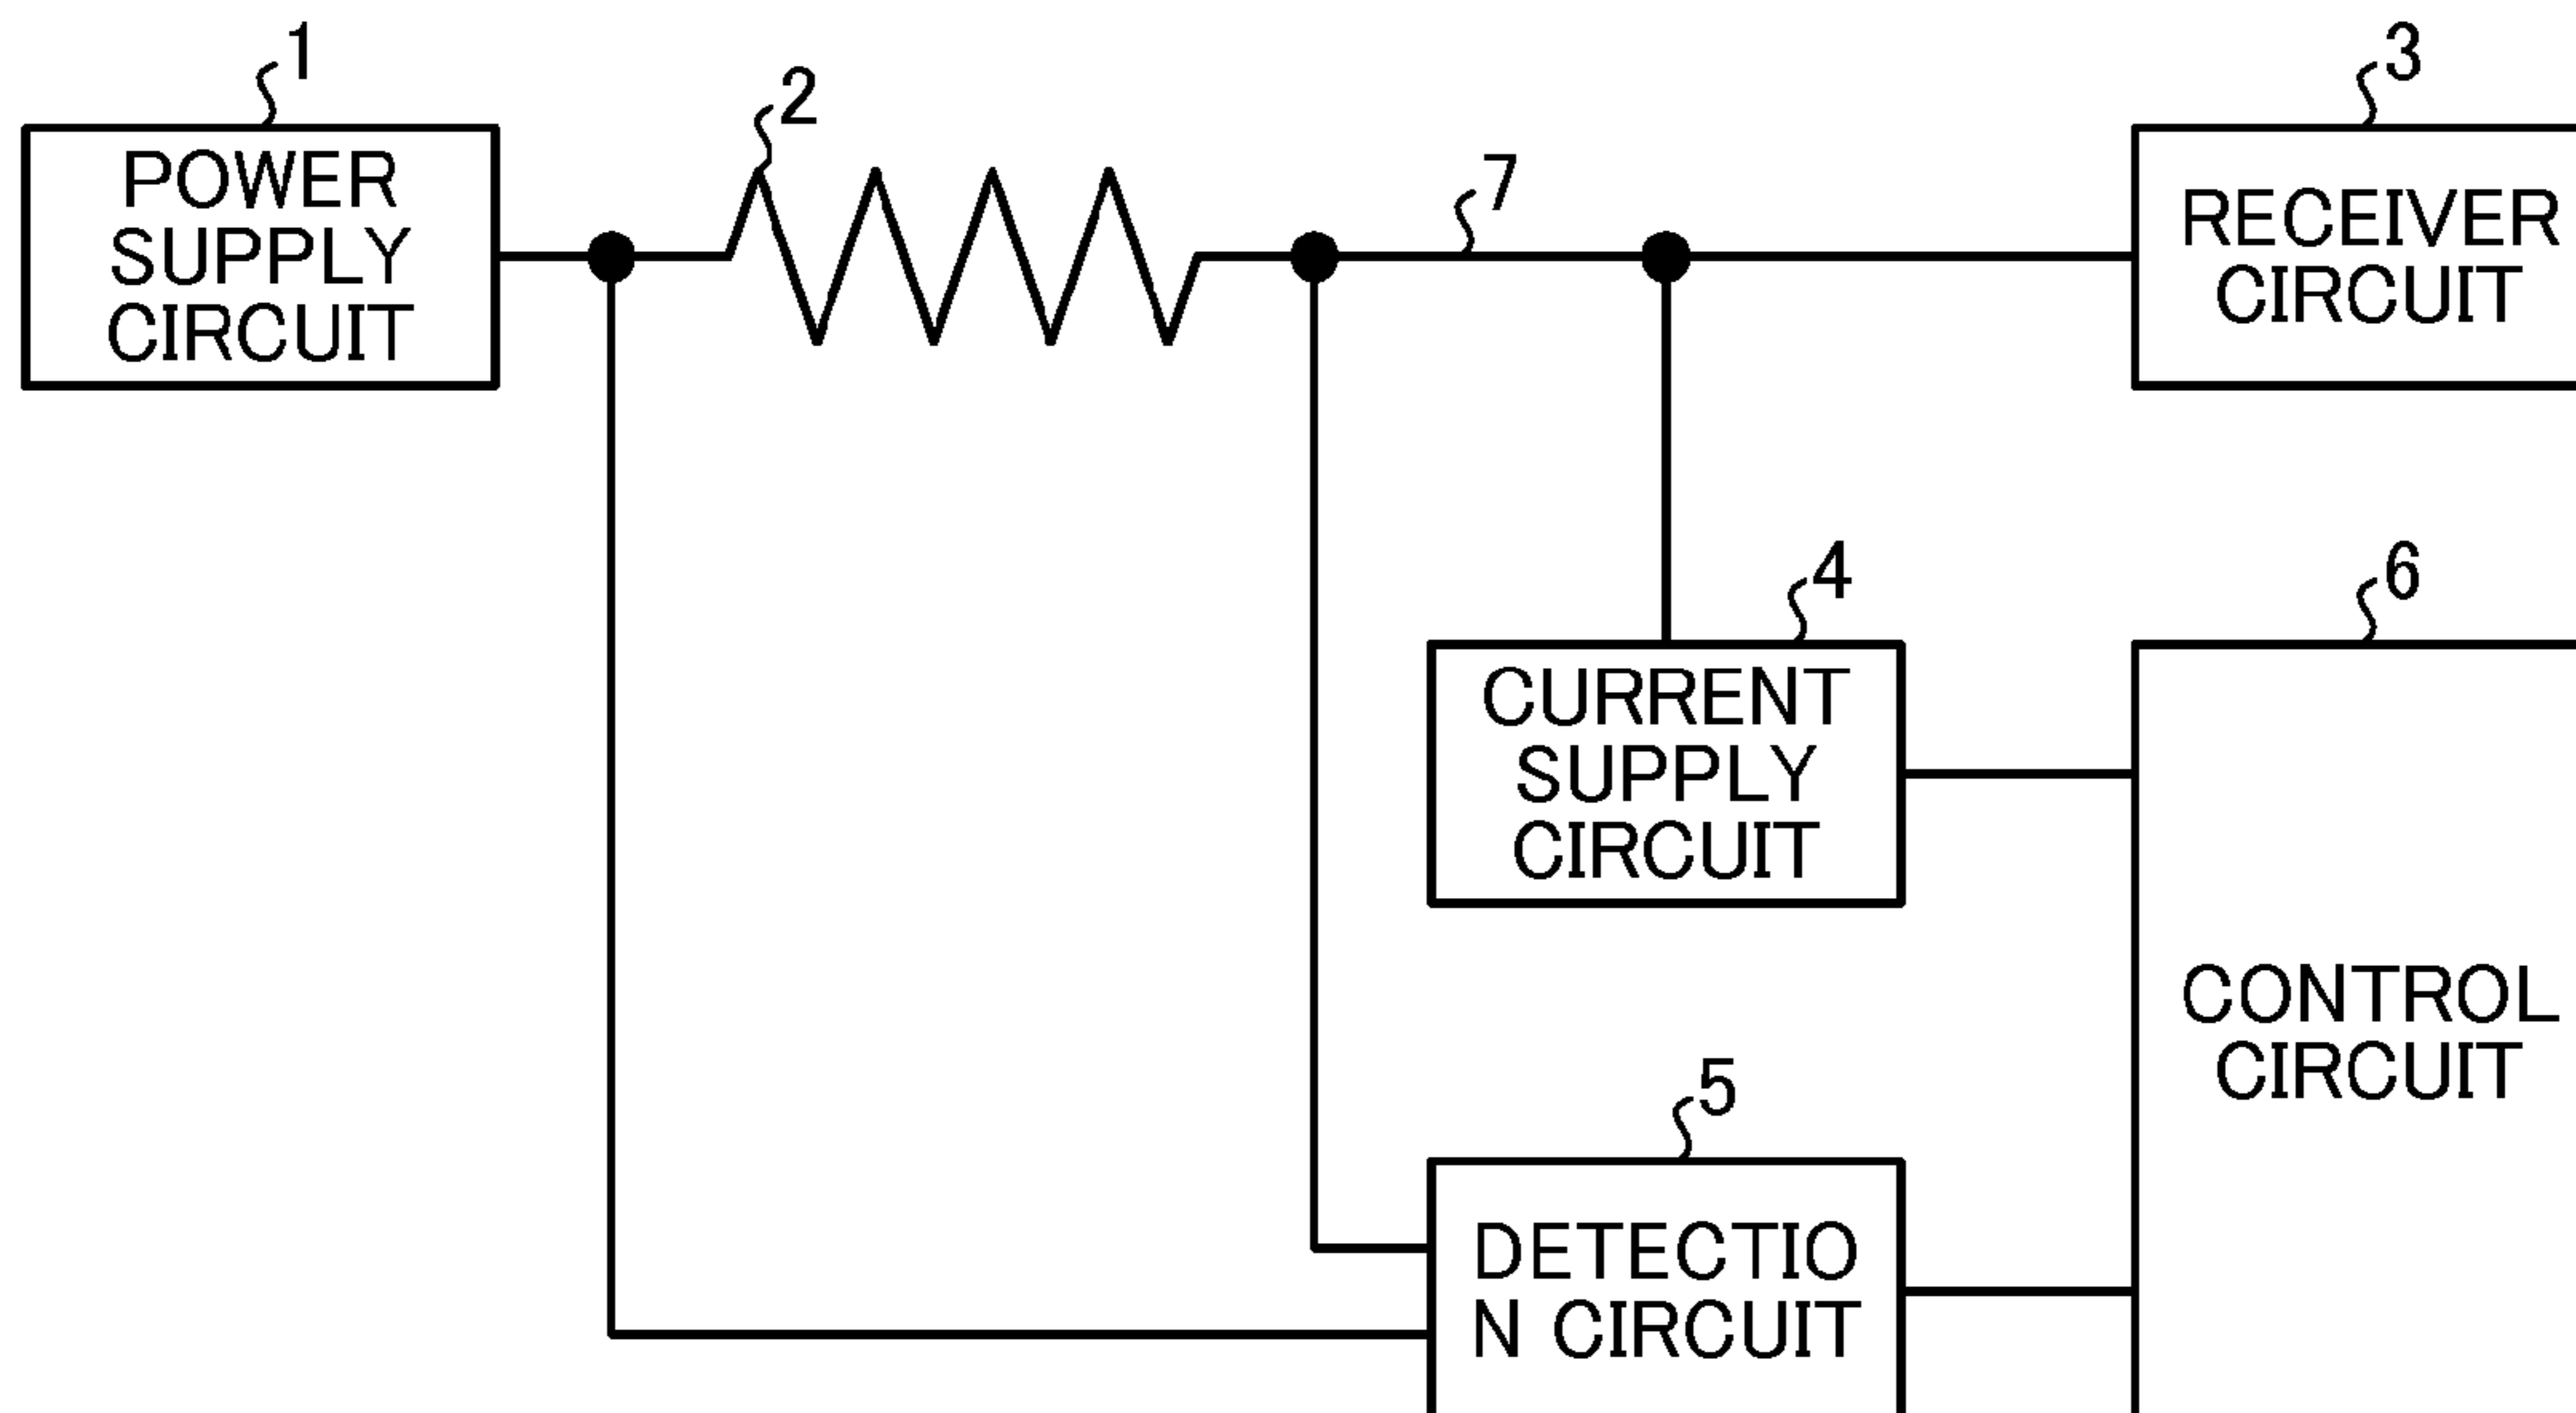 1
POWER
SUPPLY
CIRCUIT
2
7
3
RECEIVER
CIRCUIT
4
CURRENT
SUPPLY
CIRCUIT
6
CONTROL
CIRCUIT
5
DETECTIO
N CIRCUIT